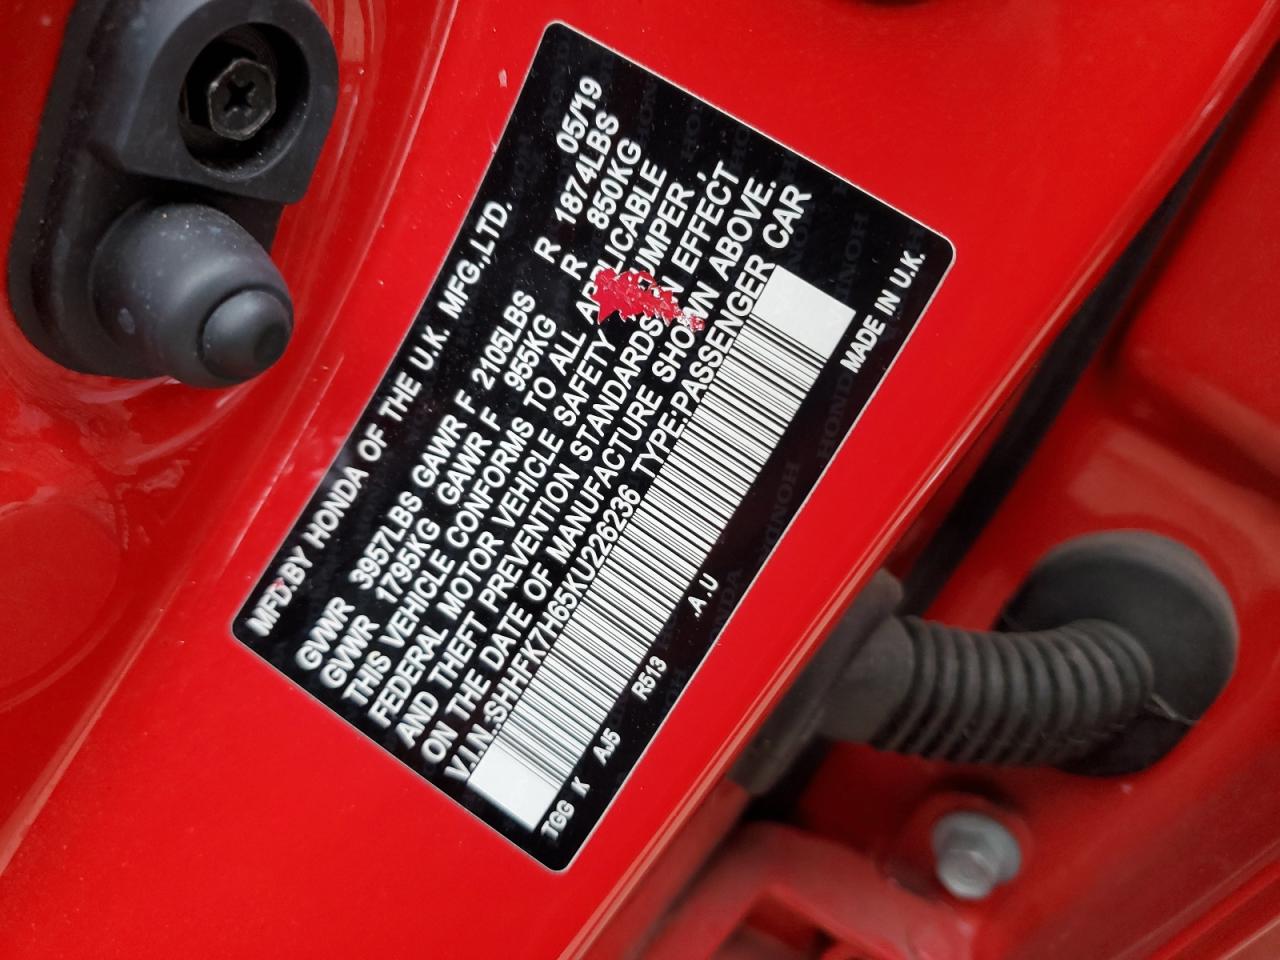 MFD.BY HONDA OF THE U.K. MFG.,LTD. 05/19
GVWR 3957LBS GAWR F 2105LBS R 1874LBS
GVWR 1795KG GAWR F 955KG R 850KG
THIS VEHICLE CONFORMS TO ALL APPLICABLE
FEDERAL MOTOR VEHICLE SAFETY UMPER ,
AND THEFT PREVENTION STANDARDS N EFFECT
ON THE DATE OF MANUFACTURE SHOWN ABOVE.
V.I.N.:SHHFK7H65KU226236 TYPE:PASSENGER CAR
TGG K AJ5 R513 .A .U MADE IN U.K.